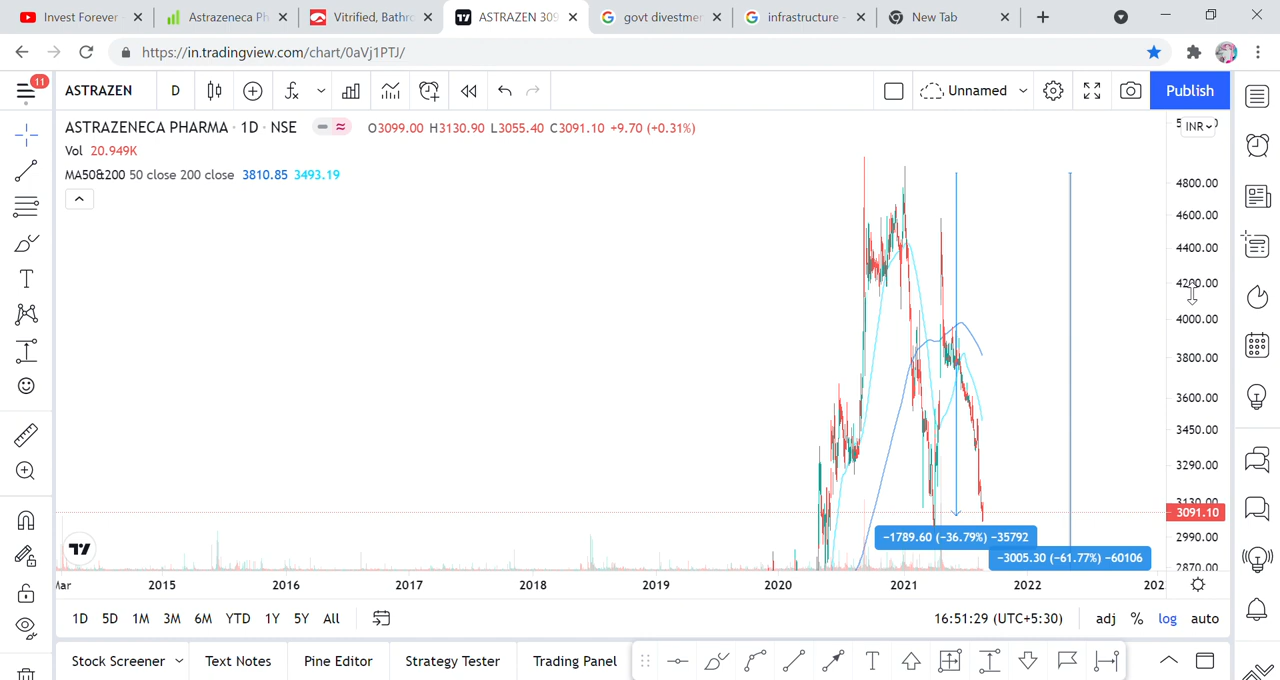 Invest Forever
Astrazeneca Ph
Vitrified, Bathr
ASTRAZEN 309
govt divestmen
infrastructure -
New Tab
https://in.tradingview.com/chart/0aVj1PTJ/
11
ASTRAZEN
D
Unnamed
Publish
ASTRAZENECA PHARMA · 1D · NSE
O3099.00 H3130.90 L3055.40 C3091.10 +9.70 (+0.31%)
INR
Vol 20.949K
MA50&200 50 close 200 close 3810.85 3493.19
4800.00
4600.00
4400.00
4200.00
4000.00
3800.00
3600.00
3450.00
3290.00
3130.00
3091.10
2990.00
2870.00
−1789.60 (−36.79%) −35792
−3005.30 (−61.77%) −60106
Mar 2015 2016 2017 2018 2019 2020 2021 2022 202
1D 5D 1M 3M 6M YTD 1Y 5Y All
16:51:29 (UTC+5:30) adj % log auto
Stock Screener Text Notes Pine Editor Strategy Tester Trading Panel